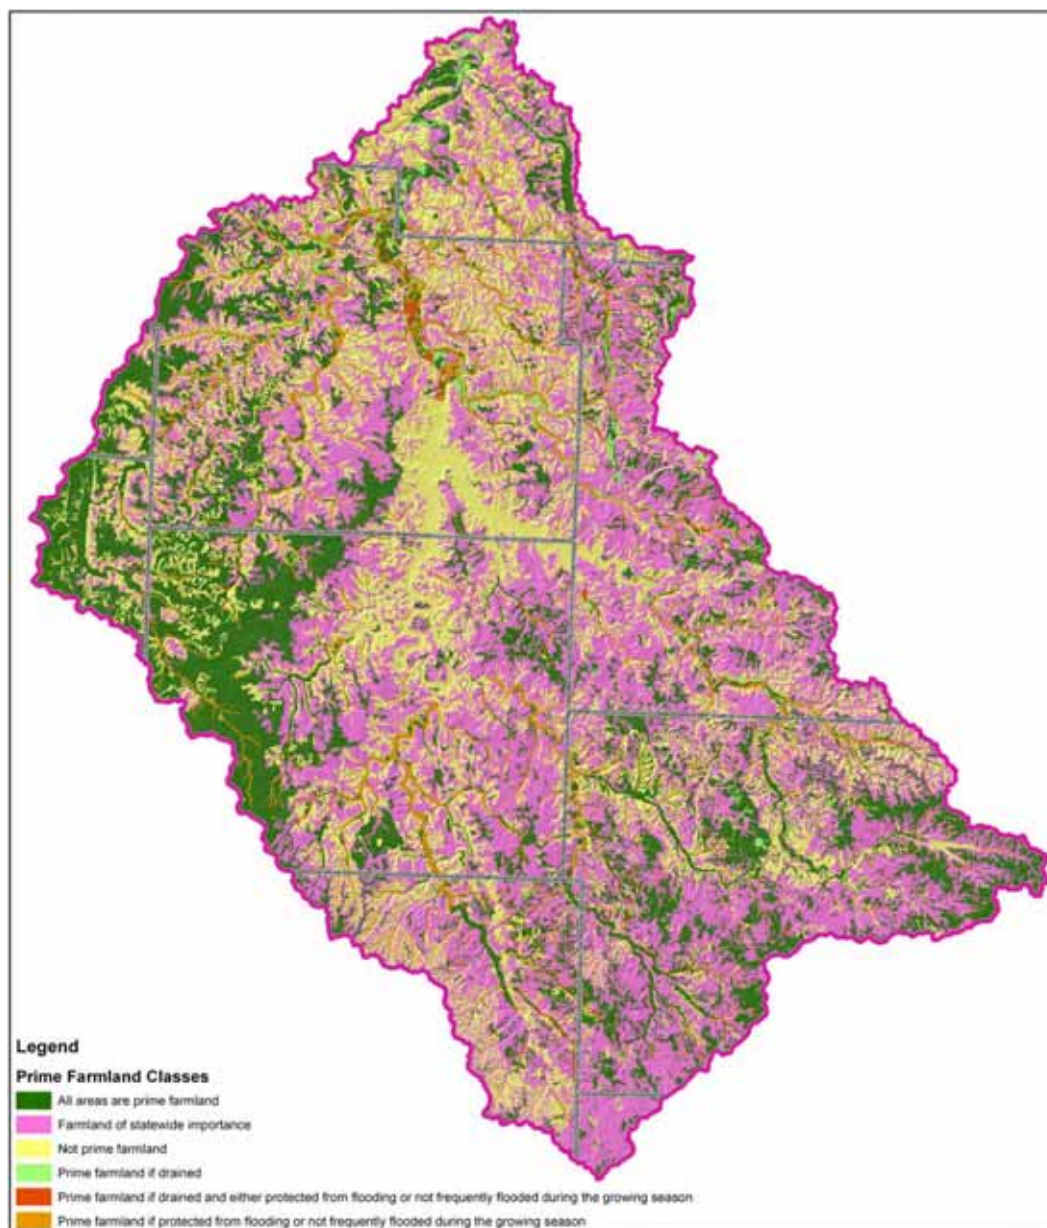 Legend
Prime Farmland Classes
All areas are prime farmland
Farmland of statewide importance
Not prime farmland
Prime farmland if drained
Prime farmland if drained and either protected from flooding or not frequently flooded during the growing season
Prime farmland if protected from flooding or not frequently flooded during the growing season